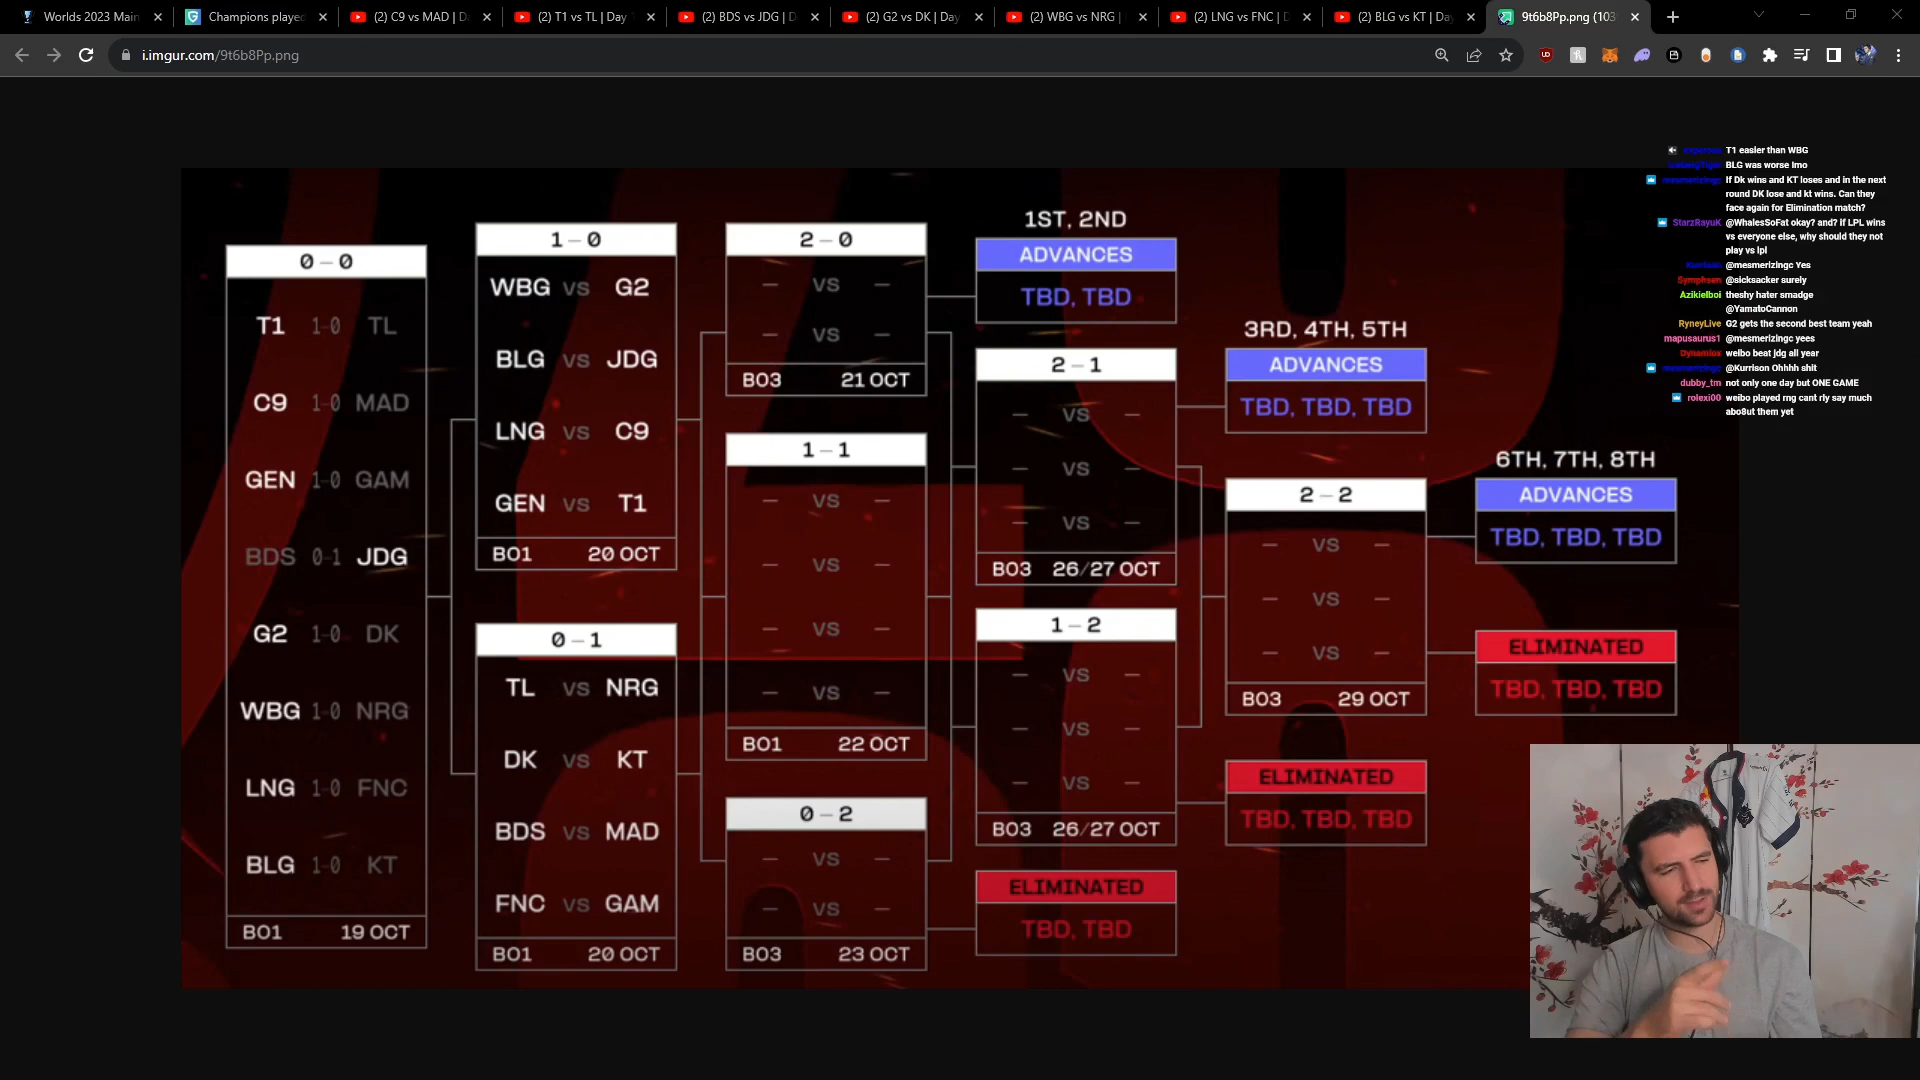 Worlds 2023 Main
Champions playe
(2) C9 vs MAD | D
(2) T1 vs TL | Day
(2) BDS vs JDG | D
(2) G2 vs DK | Day
(2) WBG vs NRG |
(2) LNG vs FNC | D
(2) BLG vs KT | Day
9t6b8Pp.png (103
i.imgur.com/9t6b8Pp.png
0 – 0
T1 1-0 TL
C9 1-0 MAD
GEN 1-0 GAM
BDS 0-1 JDG
G2 1-0 DK
WBG 1-0 NRG
LNG 1-0 FNC
BLG 1-0 KT
BO1 19 OCT
1 – 0
WBG VS G2
BLG VS JDG
LNG VS C9
GEN VS T1
BO1 20 OCT
0 – 1
TL VS NRG
DK VS KT
BDS VS MAD
FNC VS GAM
BO1 20 OCT
2 – 0
– VS –
– VS –
BO3 21 OCT
1 – 1
– VS –
– VS –
– VS –
– VS –
BO1 22 OCT
0 – 2
– VS –
– VS –
BO3 23 OCT
1ST, 2ND
ADVANCES
TBD, TBD
2 – 1
– VS –
– VS –
– VS –
BO3 26/27 OCT
1 – 2
– VS –
– VS –
– VS –
BO3 26/27 OCT
ELIMINATED
TBD, TBD
3RD, 4TH, 5TH
ADVANCES
TBD, TBD, TBD
2 – 2
– VS –
– VS –
– VS –
BO3 29 OCT
ELIMINATED
TBD, TBD, TBD
6TH, 7TH, 8TH
ADVANCES
TBD, TBD, TBD
ELIMINATED
TBD, TBD, TBD
T1 easier than WBG
BLG was worse Imo
mesmerizingc If Dk wins and KT loses and in the next
round DK lose and kt wins. Can they
face again for Elimination match?
StarzRayuK @WhalesSoFat okay? and? if LPL wins
vs everyone else, why should they not
play vs lpl
Kurrison @mesmerizingc Yes
Symphsen @sicksacker surely
Azikielboi theshy hater smadge
@YamatoCannon
RyneyLive G2 gets the second best team yeah
mapusaurus1 @mesmerizingc yees
Dynamiox weibo beat jdg all year
mesmerizingc @Kurrison Ohhhh shit
dubby_tm not only one day but ONE GAME
rolexi00 weibo played rng cant rly say much
abo8ut them yet